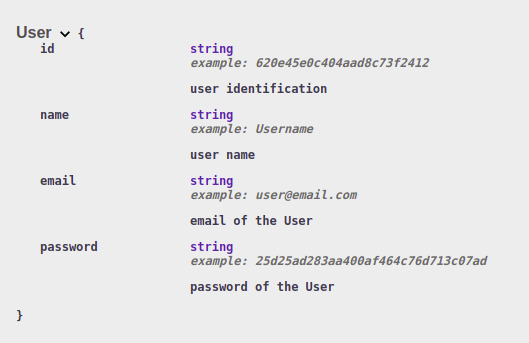 User {
id string
example: 620e45e0c404aad8c73f2412
user identification
name string
example: Username
user name
email string
example: user@email.com
email of the User
password string
example: 25d25ad283aa400af464c76d713c07ad
password of the User
}